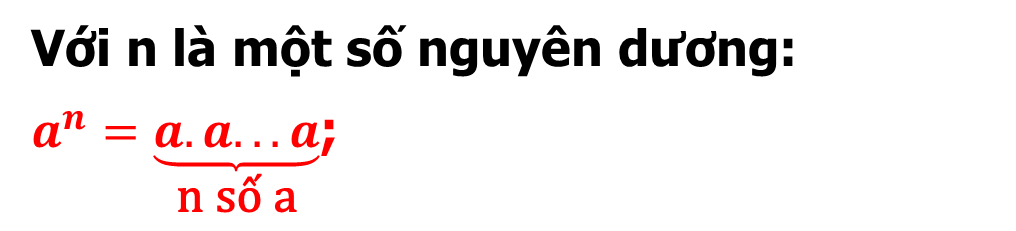 Với n là một số nguyên dương:
aⁿ = a. a. . . a;
n số a